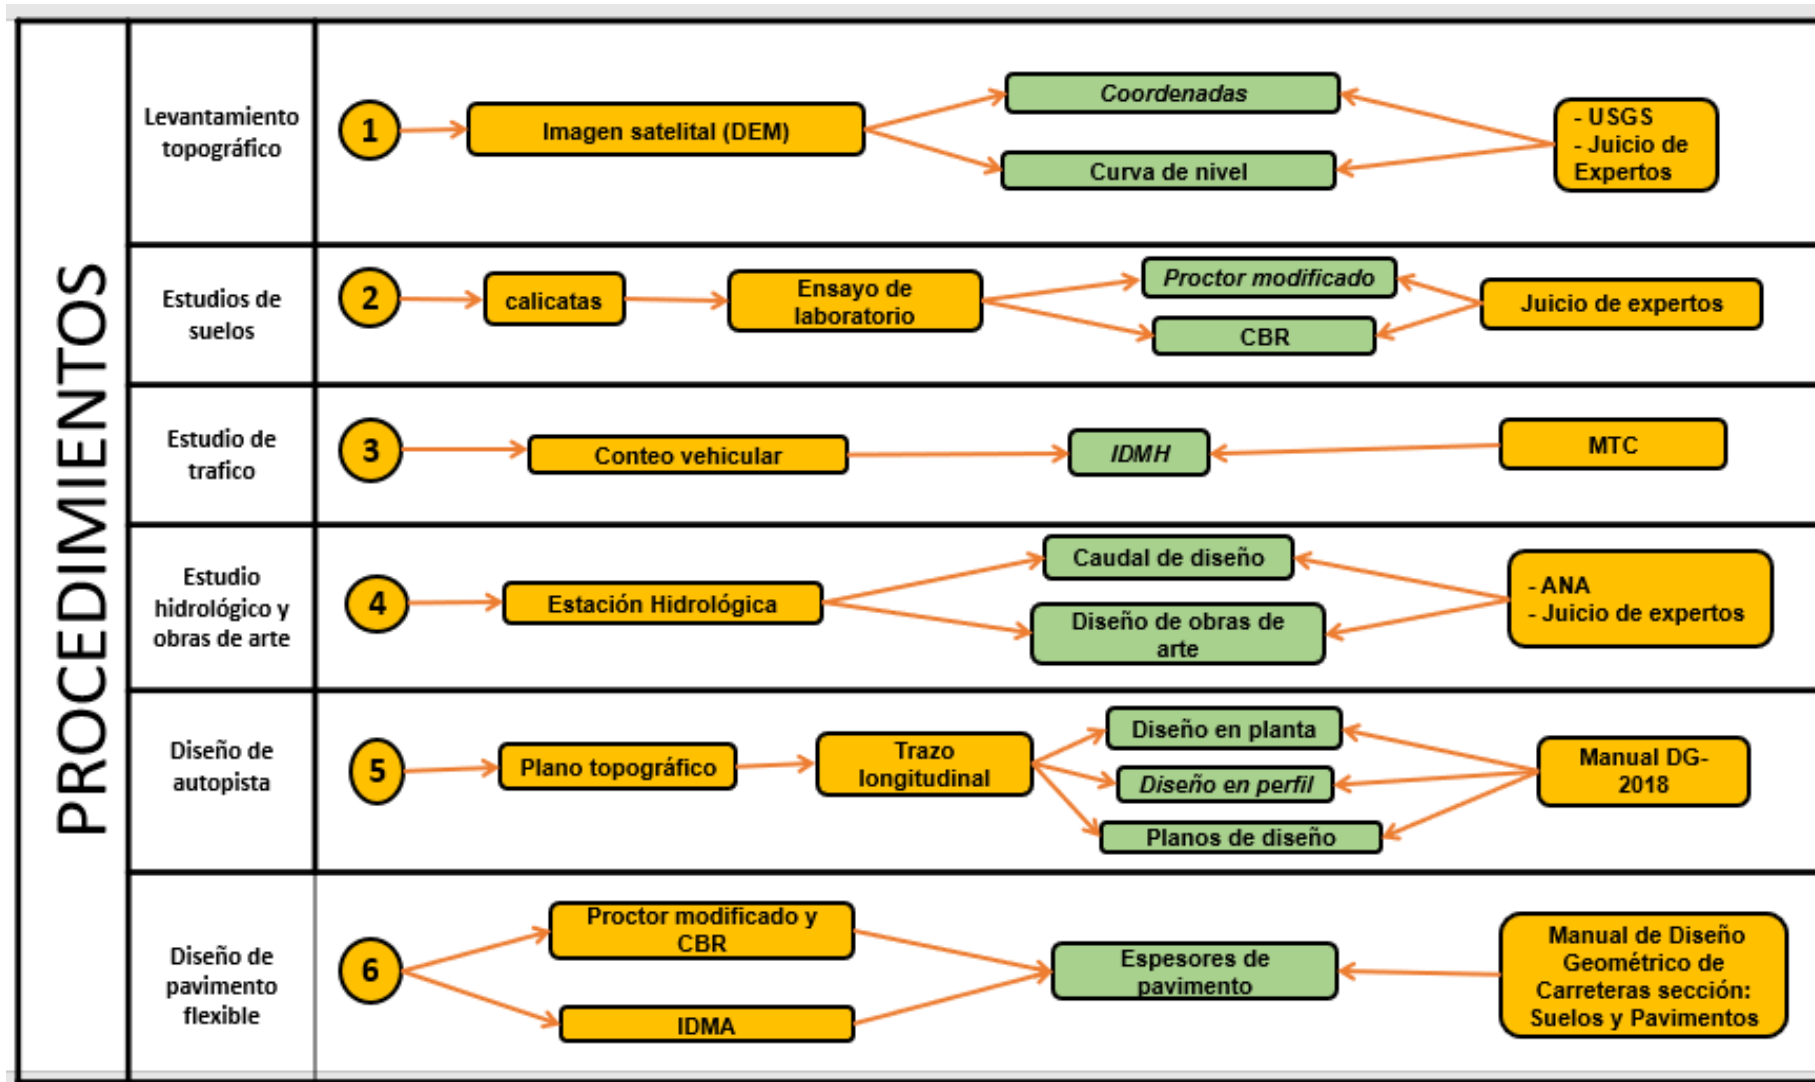 PROCEDIMIENTOS
Levantamiento
topográfico
1
Imagen satelital (DEM)
Coordenadas
Curva de nivel
- USGS
- Juicio de
Expertos
Estudios de
suelos
2
calicatas
Ensayo de
laboratorio
Proctor modificado
CBR
Juicio de expertos
Estudio de
trafico
3
Conteo vehicular
IDMH
MTC
Estudio
hidrológico y
obras de arte
4
Estación Hidrológica
Caudal de diseño
Diseño de obras de
arte
- ANA
- Juicio de expertos
Diseño de
autopista
5
Plano topográfico
Trazo
longitudinal
Diseño en planta
Diseño en perfil
Planos de diseño
Manual DG-
2018
Diseño de
pavimento
flexible
6
Proctor modificado y
CBR
IDMA
Espesores de
pavimento
Manual de Diseño
Geométrico de
Carreteras sección:
Suelos y Pavimentos